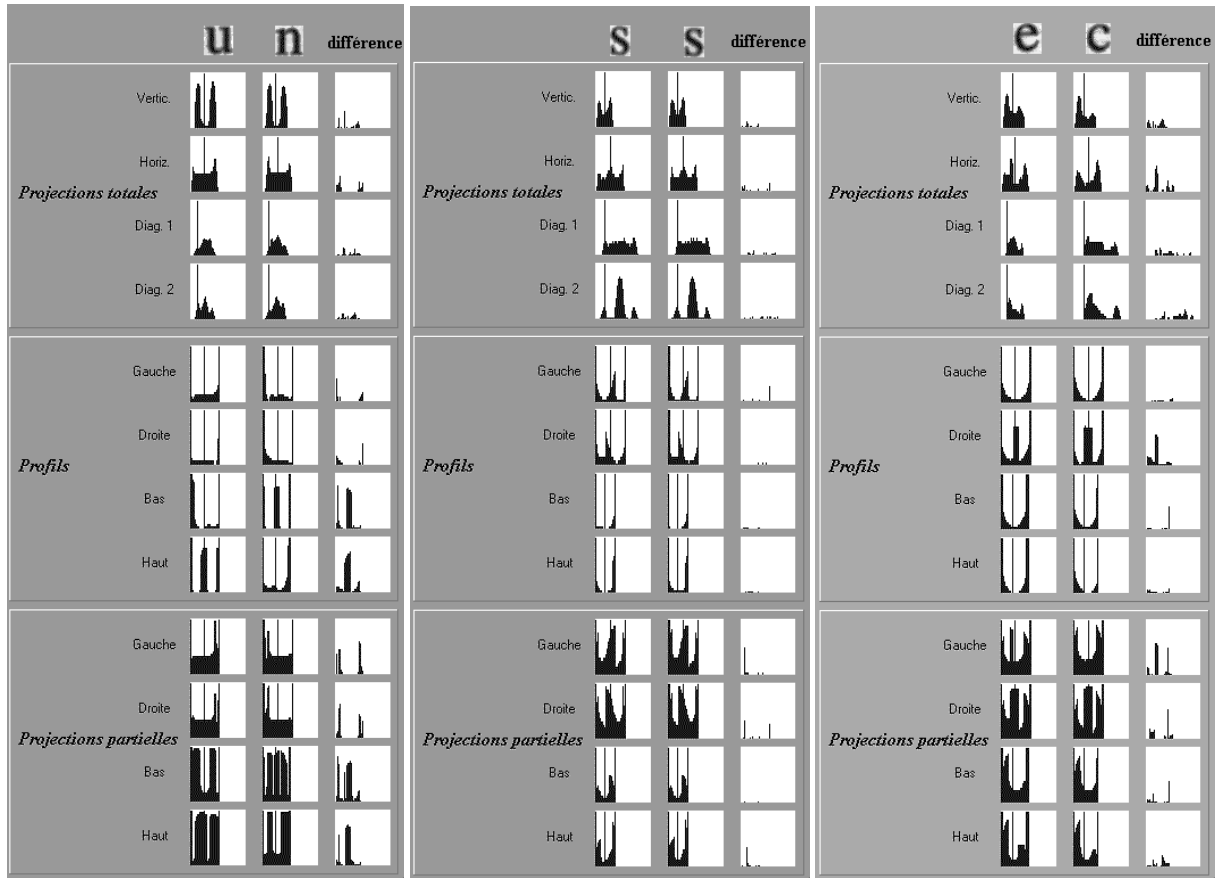 u n différence
Vertic.
Horiz.
Projections totales
Diag. 1
Diag. 2
Gauche
Droite
Profils
Bas
Haut
Gauche
Droite
Projections partielles
Bas
Haut
s s différence
Vertic.
Horiz.
Projections totales
Diag. 1
Diag. 2
Gauche
Droite
Profils
Bas
Haut
Gauche
Droite
Projections partielles
Bas
Haut
e c différence
Vertic.
Horiz.
Projections totales
Diag. 1
Diag. 2
Gauche
Droite
Profils
Bas
Haut
Gauche
Droite
Projections partielles
Bas
Haut